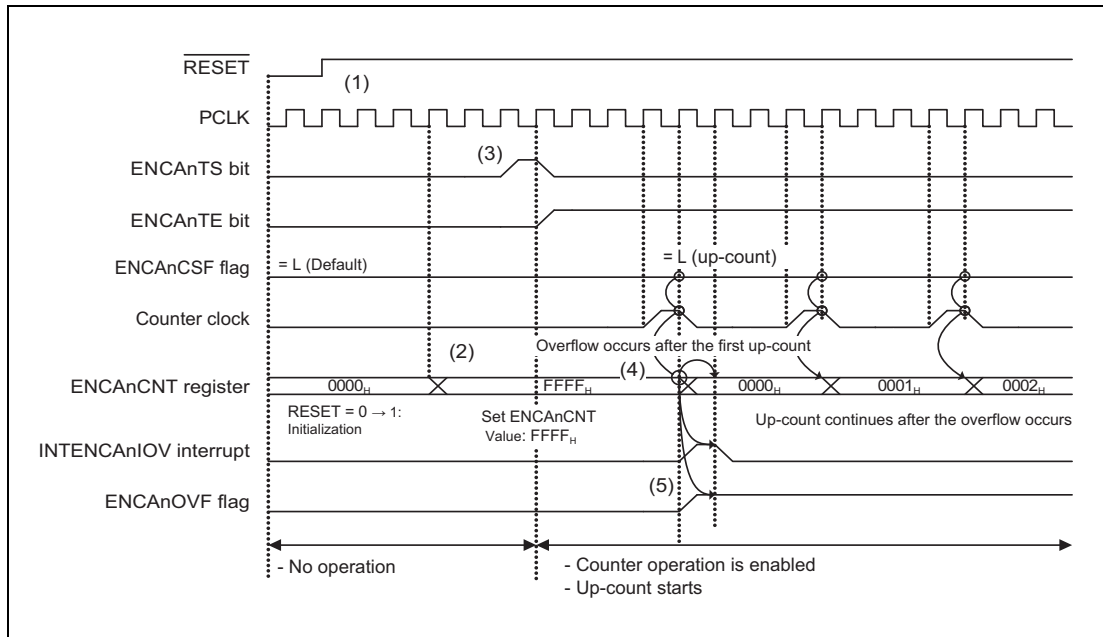 RESET
(1)
PCLK
(3)
ENCAnTS bit
ENCAnTE bit
ENCAnCSF flag
= L (Default)
= L (up-count)
Counter clock
Overflow occurs after the first up-count
(2)
(4)
ENCAnCNT register
0000H
FFFFH
0000H
0001H
0002H
RESET = 0 → 1:
Initialization
Set ENCAnCNT
Value: FFFFH
Up-count continues after the overflow occurs
INTENCAnIOV interrupt
(5)
ENCAnOVF flag
- No operation
- Counter operation is enabled
- Up-count starts